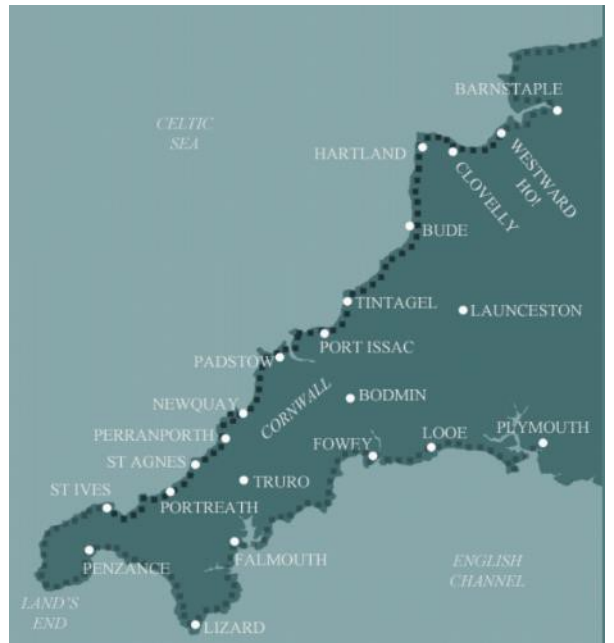 BARNSTAPLE
CELTIC
SEA
HARTLAND
WESTWARD
HO!
CLOVELLY
BUDE
TINTAGEL
LAUNCESTON
PORT ISSAC
PADSTOW
BODMIN
NEWQUAY
CORNWALL
PERRANPORTH
FOWEY
LOOE
PLYMOUTH
ST AGNES
TRURO
ST IVES
PORTREATH
FALMOUTH
ENGLISH
CHANNEL
PENZANCE
LAND'S
END
LIZARD